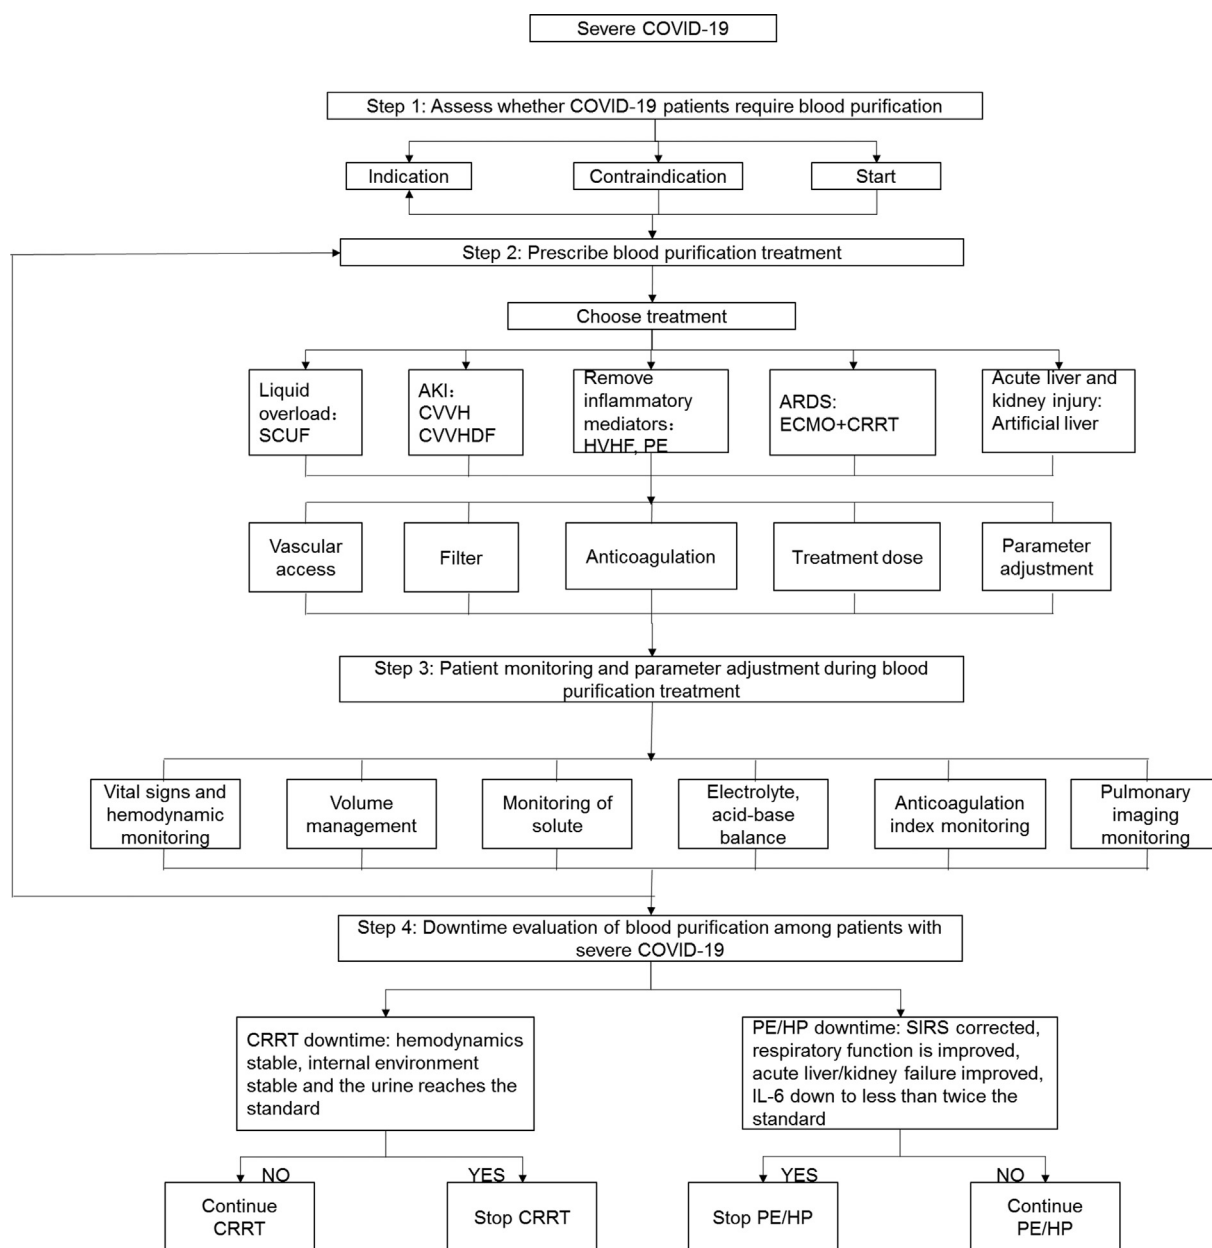 Severe COVID-19
Step 1: Assess whether COVID-19 patients require blood purification
Indication
Contraindication
Start
Step 2: Prescribe blood purification treatment
Choose treatment
Liquid
overload：
SCUF
AKI：
CVVH
CVVHDF
Remove
inflammatory
mediators：
HVHF, PE
ARDS:
ECMO+CRRT
Acute liver and
kidney injury:
Artificial liver
Vascular
access
Filter
Anticoagulation
Treatment dose
Parameter
adjustment
Step 3: Patient monitoring and parameter adjustment during blood
purification treatment
Vital signs and
hemodynamic
monitoring
Volume
management
Monitoring of
solute
Electrolyte,
acid-base
balance
Anticoagulation
index monitoring
Pulmonary
imaging
monitoring
Step 4: Downtime evaluation of blood purification among patients with
severe COVID-19
CRRT downtime: hemodynamics
stable, internal environment
stable and the urine reaches the
standard
PE/HP downtime: SIRS corrected,
respiratory function is improved,
acute liver/kidney failure improved,
IL-6 down to less than twice the
standard
NO
YES
YES
NO
Continue
CRRT
Stop CRRT
Stop PE/HP
Continue
PE/HP